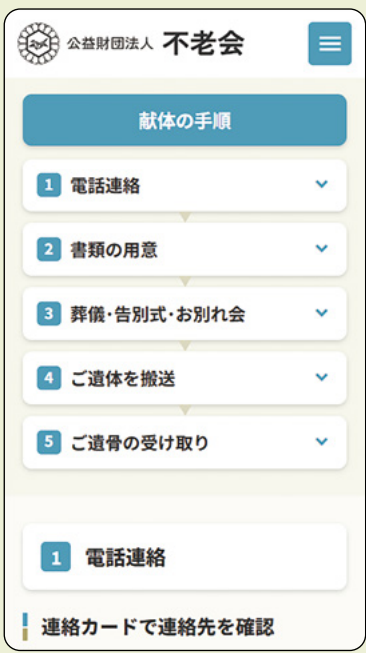 公益財団法人 不老会
献体の手順
1 電話連絡
2 書類の用意
3 葬儀・告別式・お別れ会
4 ご遺体を搬送
5 ご遺骨の受け取り
1 電話連絡
連絡カードで連絡先を確認